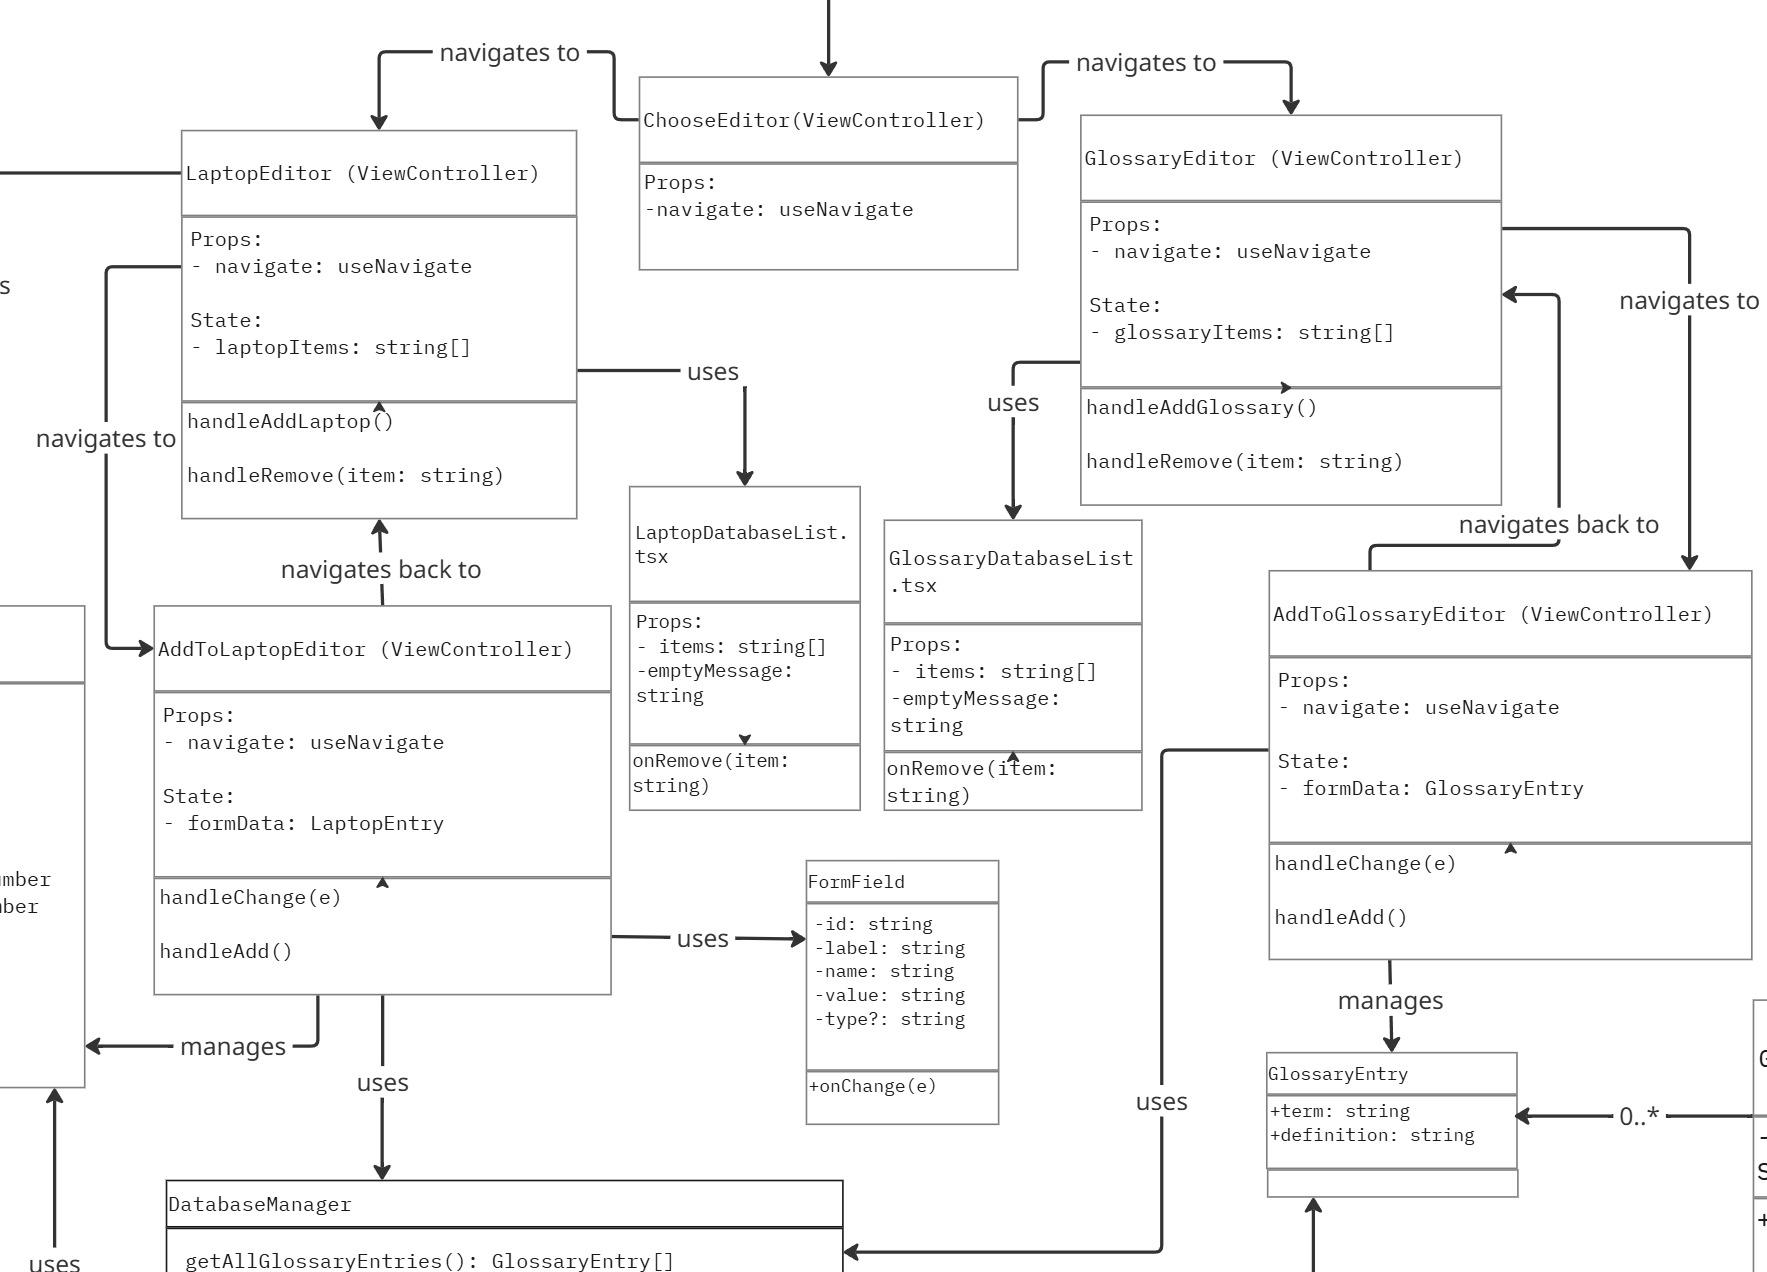 navigates to
navigates to
ChooseEditor(ViewController)
Props:
-navigate: useNavigate
LaptopEditor (ViewController)
Props:
- navigate: useNavigate
State:
- laptopItems: string[]
handleAddLaptop()
handleRemove(item: string)
GlossaryEditor (ViewController)
Props:
- navigate: useNavigate
State:
- glossaryItems: string[]
handleAddGlossary()
handleRemove(item: string)
s
navigates to
uses
uses
navigates to
navigates back to
navigates back to
LaptopDatabaseList.
tsx
Props:
- items: string[]
-emptyMessage:
string
onRemove(item:
string)
GlossaryDatabaseList
.tsx
Props:
- items: string[]
-emptyMessage:
string
onRemove(item:
string)
AddToLaptopEditor (ViewController)
Props:
- navigate: useNavigate
State:
- formData: LaptopEntry
handleChange(e)
handleAdd()
AddToGlossaryEditor (ViewController)
Props:
- navigate: useNavigate
State:
- formData: GlossaryEntry
handleChange(e)
handleAdd()
mber
ber
uses
FormField
-id: string
-label: string
-name: string
-value: string
-type?: string
+onChange(e)
manages
uses
manages
uses
GlossaryEntry
+term: string
+definition: string
0..*
G
-
S
+
DatabaseManager
getAllGlossaryEntries(): GlossaryEntry[]
uses